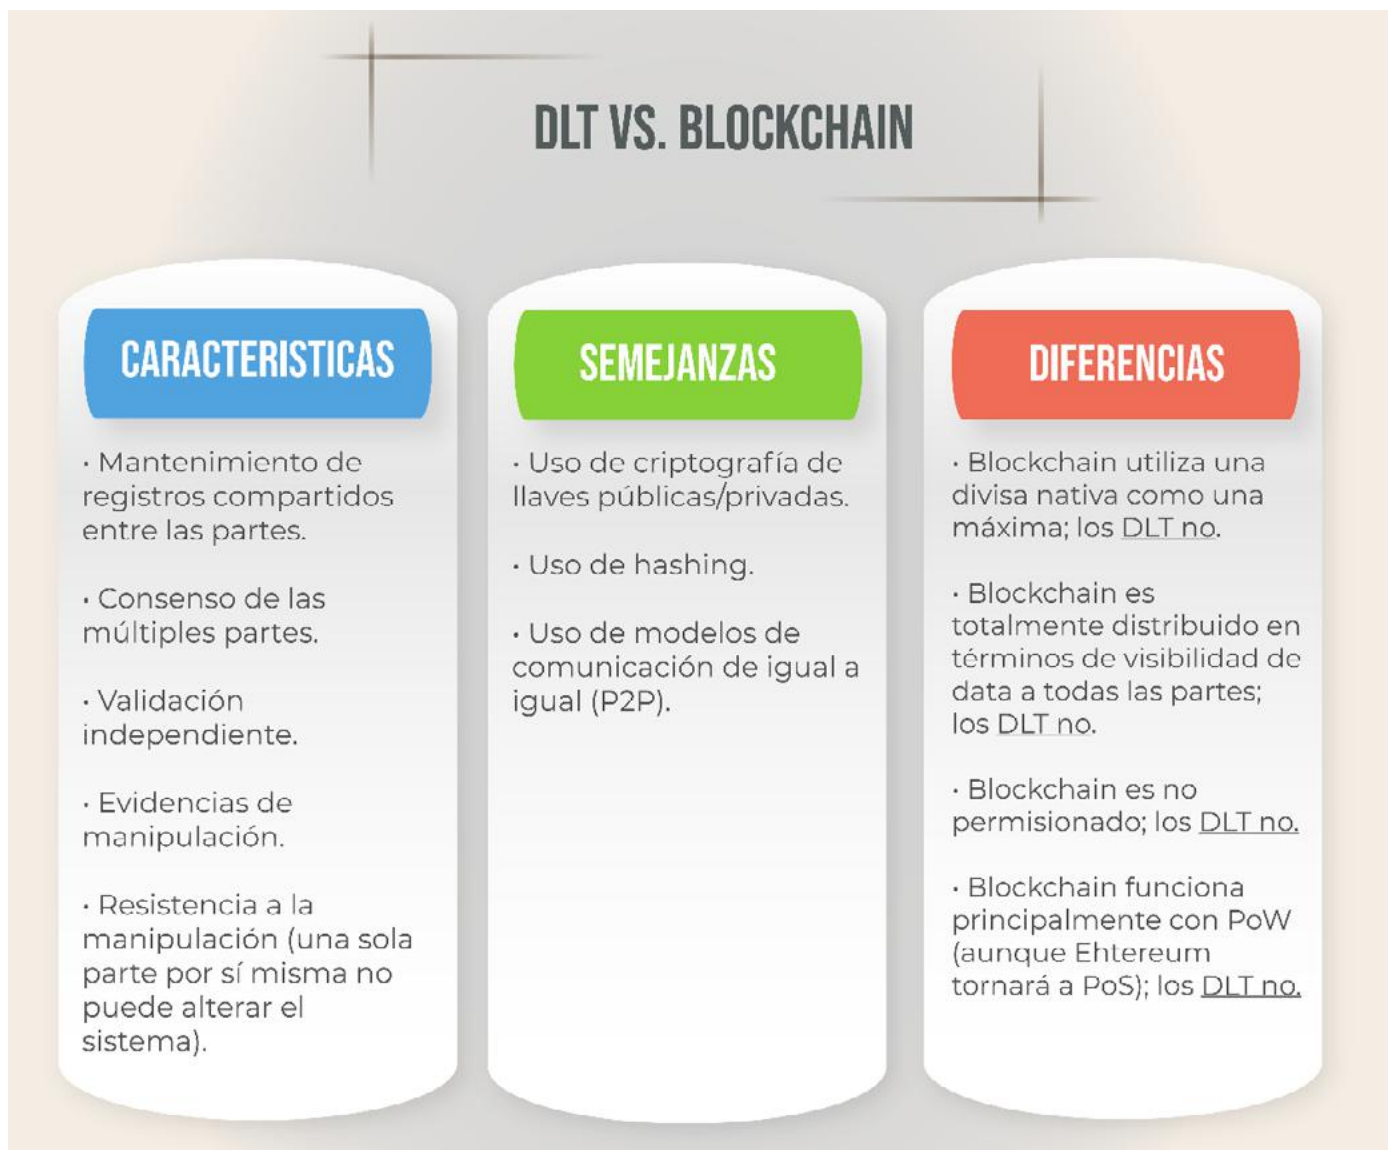 DLT VS. BLOCKCHAIN
CARACTERISTICAS
· Mantenimiento de
registros compartidos
entre las partes.
· Consenso de las
múltiples partes.
· Validación
independiente.
· Evidencias de
manipulación.
· Resistencia a la
manipulación (una sola
parte por sí misma no
puede alterar el
sistema).
SEMEJANZAS
· Uso de criptografía de
llaves públicas/privadas.
· Uso de hashing.
· Uso de modelos de
comunicación de igual a
igual (P2P).
DIFERENCIAS
· Blockchain utiliza una
divisa nativa como una
máxima; los DLT no.
· Blockchain es
totalmente distribuido en
términos de visibilidad de
data a todas las partes;
los DLT no.
· Blockchain es no
permisionado; los DLT no.
· Blockchain funciona
principalmente con PoW
(aunque Ehtereum
tornará a PoS); los DLT no.